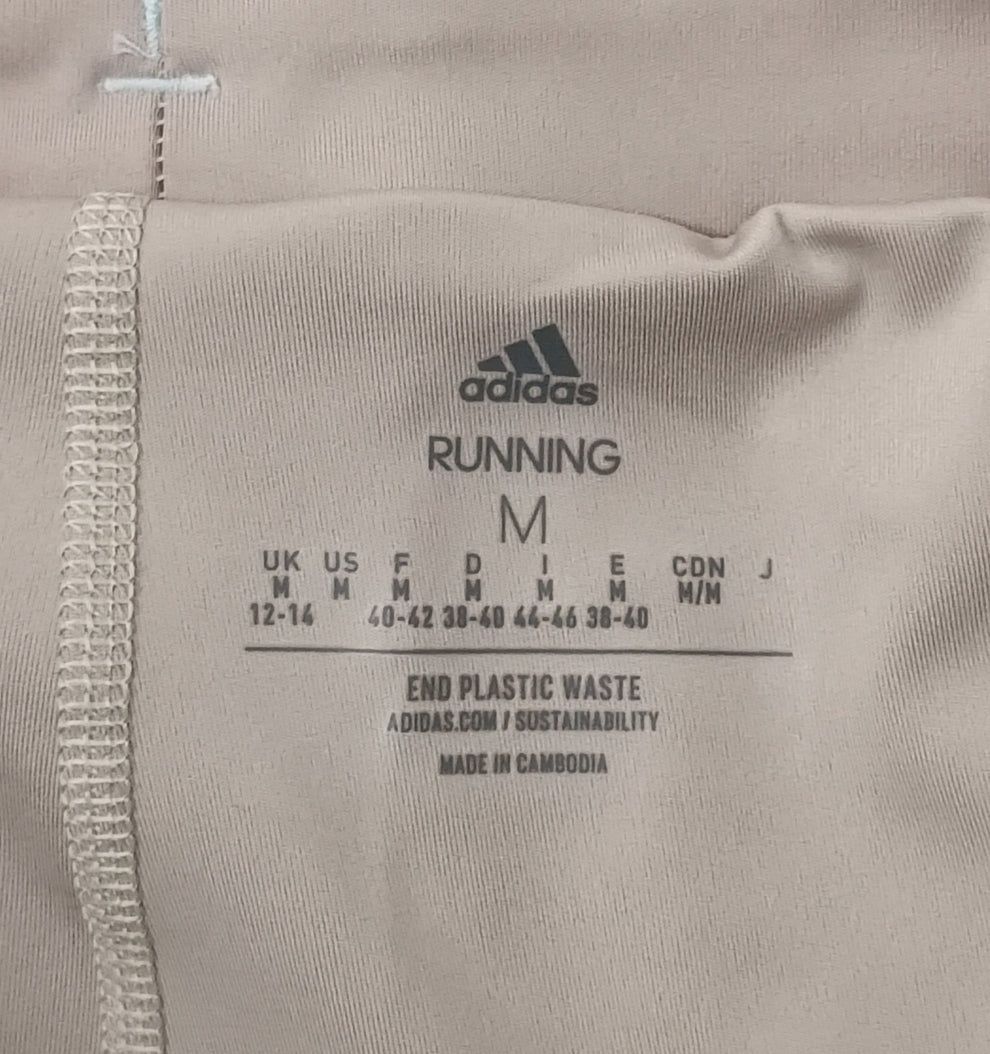 adidas
RUNNING
M
UK US F D I E CDN J
M M M M M M M/M
12-14 40-42 38-40 44-46 38-40
END PLASTIC WASTE
ADIDAS.COM / SUSTAINABILITY
MADE IN CAMBODIA